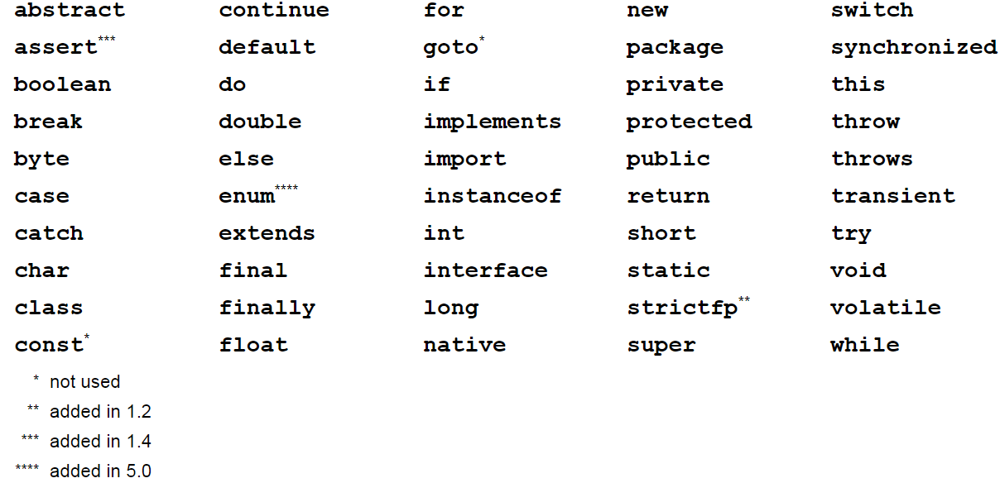 abstract continue for new switch
assert*** default goto* package synchronized
boolean do if private this
break double implements protected throw
byte else import public throws
case enum**** instanceof return transient
catch extends int short try
char final interface static void
class finally long strictfp** volatile
const* float native super while
* not used
** added in 1.2
*** added in 1.4
**** added in 5.0